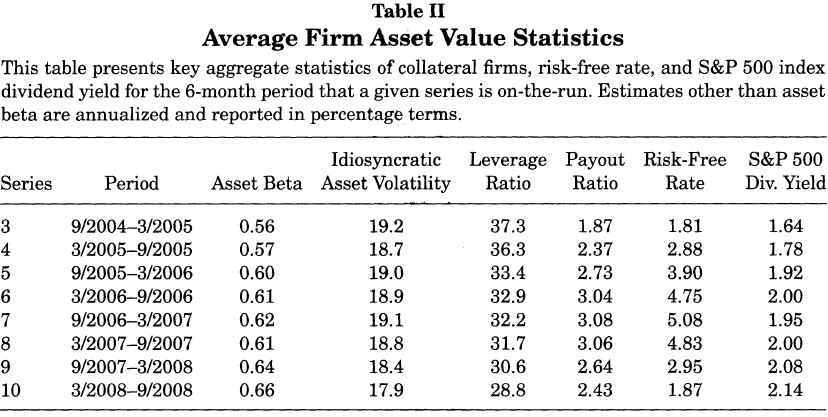 Table II
Average Firm Asset Value Statistics
This table presents key aggregate statistics of collateral firms, risk-free rate, and S&P 500 index
dividend yield for the 6-month period that a given series is on-the-run. Estimates other than asset
beta are annualized and reported in percentage terms.
Idiosyncratic Leverage Payout Risk-Free S&P 500
Series Period Asset Beta Asset Volatility Ratio Ratio Rate Div. Yield
3 9/2004–3/2005 0.56 19.2 37.3 1.87 1.81 1.64
4 3/2005–9/2005 0.57 18.7 36.3 2.37 2.88 1.78
5 9/2005–3/2006 0.60 19.0 33.4 2.73 3.90 1.92
6 3/2006–9/2006 0.61 18.9 32.9 3.04 4.75 2.00
7 9/2006–3/2007 0.62 19.1 32.2 3.08 5.08 1.95
8 3/2007–9/2007 0.61 18.8 31.7 3.06 4.83 2.00
9 9/2007–3/2008 0.64 18.4 30.6 2.64 2.95 2.08
10 3/2008–9/2008 0.66 17.9 28.8 2.43 1.87 2.14